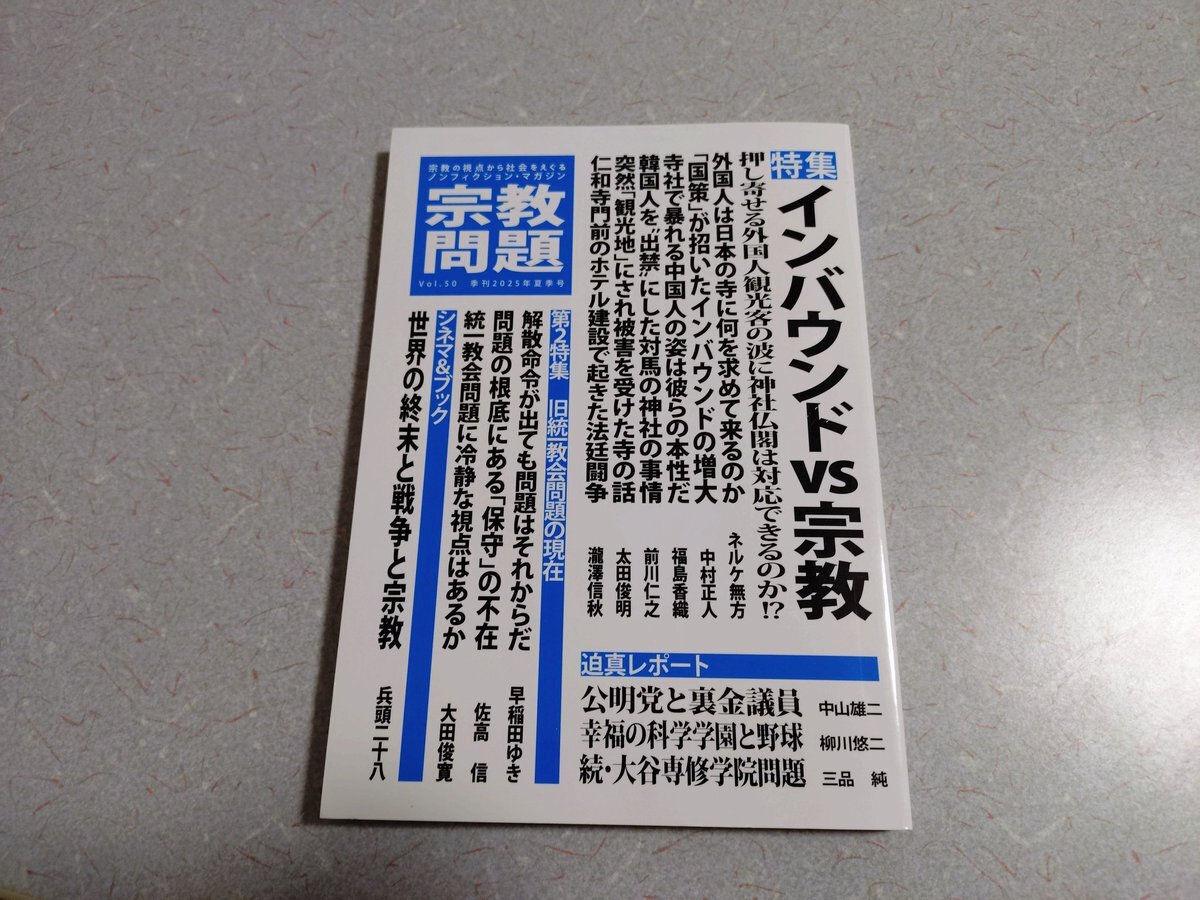 特集
インバウンドvs宗教
押し寄せる外国人観光客の波に神社仏閣は対応できるのか!?
外国人は日本の寺に何を求めて来るのか ネルケ無方
「国策」が招いたインバウンドの増大 中村正人
寺社で暴れる中国人の姿は彼らの本性だ 福島香織
韓国人を“出禁”にした対馬の神社の事情 前川仁之
突然「観光地」にされ被害を受けた寺の話 太田俊明
仁和寺門前のホテル建設で起きた法廷闘争 瀧澤信秋
迫真レポート
公明党と裏金議員 中山雄二
幸福の科学学園と野球 柳川悠二
続・大谷専修学院問題 三品 純
宗教の視点から社会をえぐる
ノンフィクション・マガジン
宗教
問題
Vol.50 季刊2025年夏季号
第2特集 旧統一教会問題の現在
解散命令が出ても問題はそれからだ 早稲田ゆき
問題の根底にある「保守」の不在 佐高 信
統一教会問題に冷静な視点はあるか 大田俊寛
シネマ&ブック
世界の終末と戦争と宗教 兵頭二十八